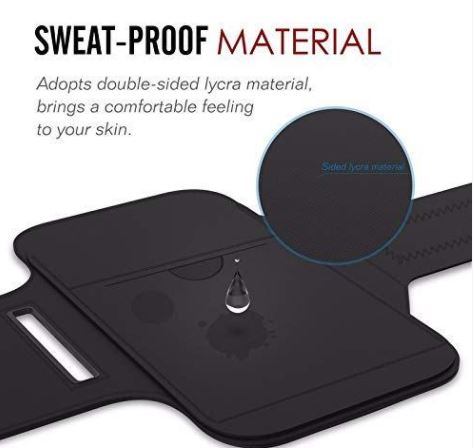 SWEAT-PROOF MATERIAL
Adopts double-sided lycra material,
brings a comfortable feeling
to your skin.
Sided lycra material